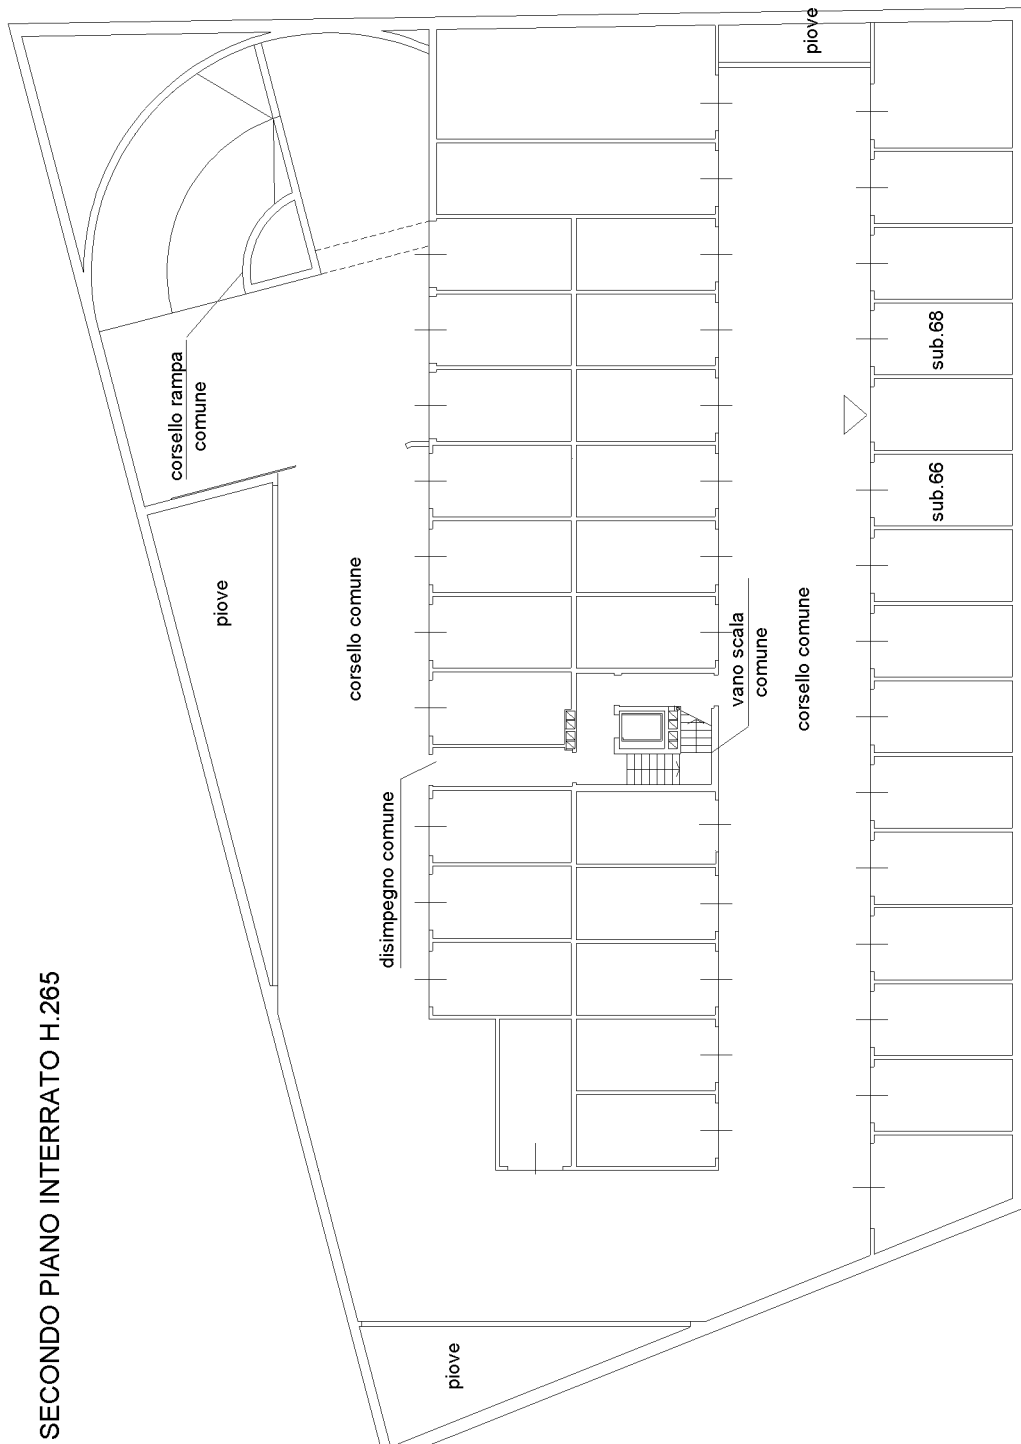 SECONDO PIANO INTERRATO H.265
piove
corsello rampa
comune
piove
corsello comune
disimpegno comune
vano scala
comune
corsello comune
piove
sub.68
sub.66